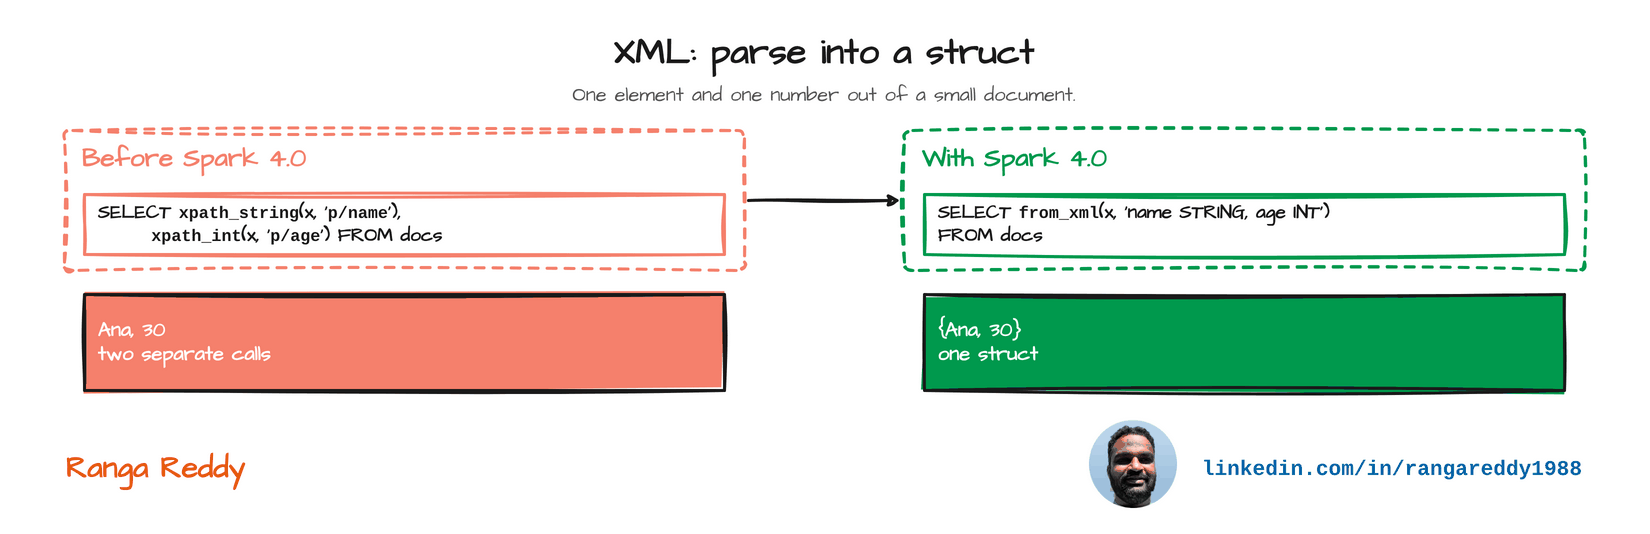 XML: parse into a struct
One element and one number out of a small document.
Before Spark 4.0
SELECT xpath_string(x, 'p/name'),
xpath_int(x, 'p/age') FROM docs
Ana, 30
two separate calls
With Spark 4.0
SELECT from_xml(x, 'name STRING, age INT')
FROM docs
{Ana, 30}
one struct
Ranga Reddy
linkedin.com/in/rangareddy1988